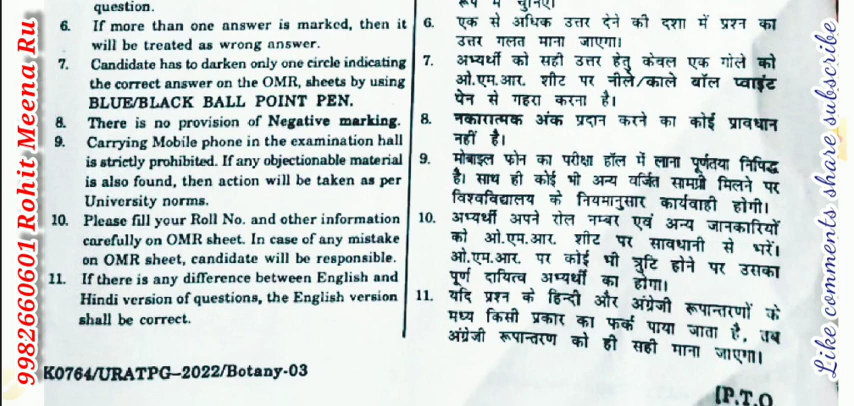 question.
6. If more than one answer is marked, then it
will be treated as wrong answer.
7. Candidate has to darken only one circle indicating
the correct answer on the OMR, sheets by using
BLUE/BLACK BALL POINT PEN.
8. There is no provision of Negative marking.
9. Carrying Mobile phone in the examination hall
is strictly prohibited. If any objectionable material
is also found, then action will be taken as per
University norms.
10. Please fill your Roll No. and other information
carefully on OMR sheet. In case of any mistake
on OMR sheet, candidate will be responsible.
11. If there is any difference between English and
Hindi version of questions, the English version
shall be correct.
रूप में चुनिए।
6. एक से अधिक उत्तर देने की दशा में प्रश्न का
उत्तर गलत माना जाएगा।
7. अभ्यर्थी को सही उत्तर हेतु केवल एक गोले को
ओ.एम.आर. शीट पर नीले/काले बॉल प्वाइंट
पेन से गहरा करना है।
8. नकारात्मक अंक प्रदान करने का कोई प्रावधान
नहीं है।
9. मोबाइल फोन का परीक्षा हॉल में लाना पूर्णतया निषिद्ध
है। साथ ही कोई भी अन्य वर्जित सामग्री मिलने पर
विश्वविद्यालय के नियमानुसार कार्यवाही होगी।
10. अभ्यर्थी अपने रोल नम्बर एवं अन्य जानकारियों
को ओ.एम.आर. शीट पर सावधानी से भरें।
ओ.एम.आर. पर कोई भी त्रुटि होने पर उसका
पूर्ण दायित्व अभ्यर्थी का होगा।
11. यदि प्रश्न के हिन्दी और अंग्रेजी रूपान्तरणों के
मध्य किसी प्रकार का फर्क पाया जाता है, तब
अंग्रेजी रूपान्तरण को ही सही माना जाएगा।
K0764/URATPG–2022/Botany-03
[P.T.O
9982660601 Rohit Meena Ru
Like comments share subscribe